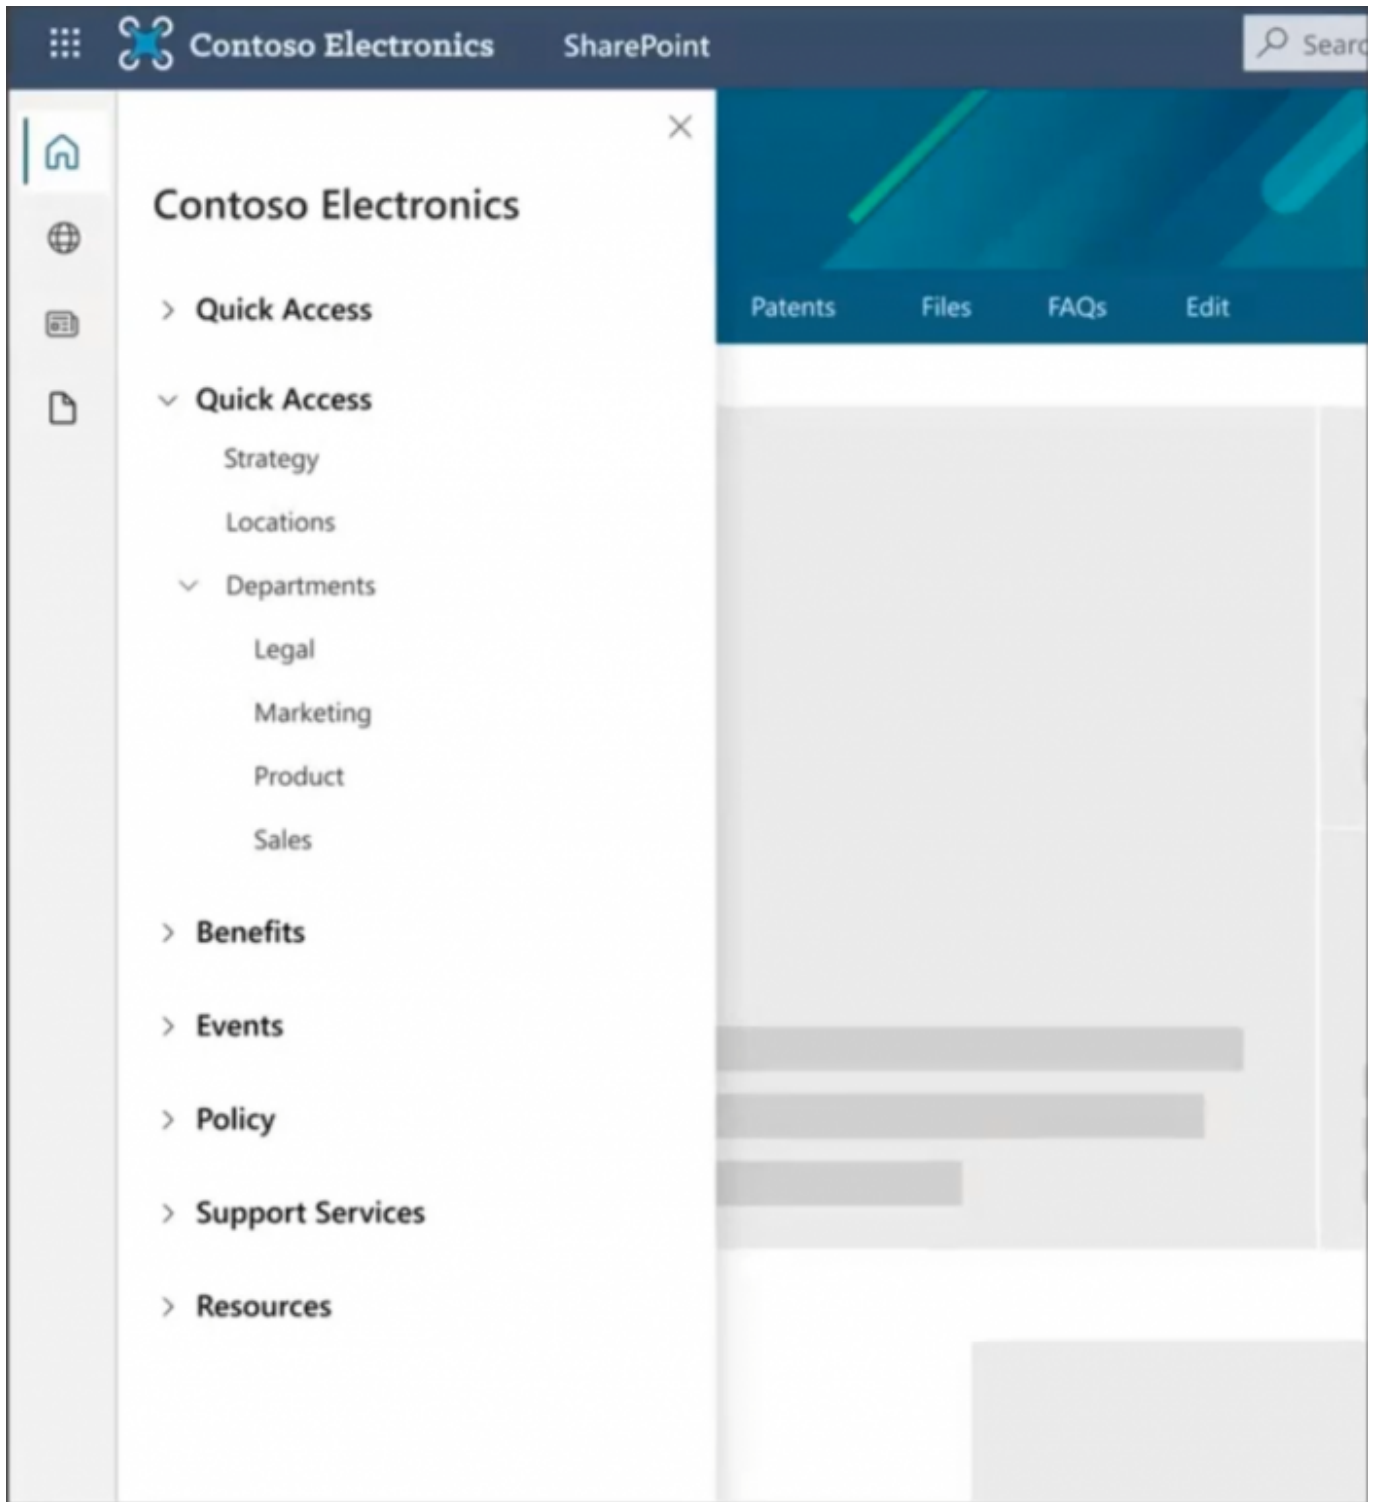 Contoso Electronics SharePoint Searc
Contoso Electronics
Quick Access
Patents Files FAQs Edit
Quick Access
Strategy
Locations
Departments
Legal
Marketing
Product
Sales
Benefits
Events
Policy
Support Services
Resources